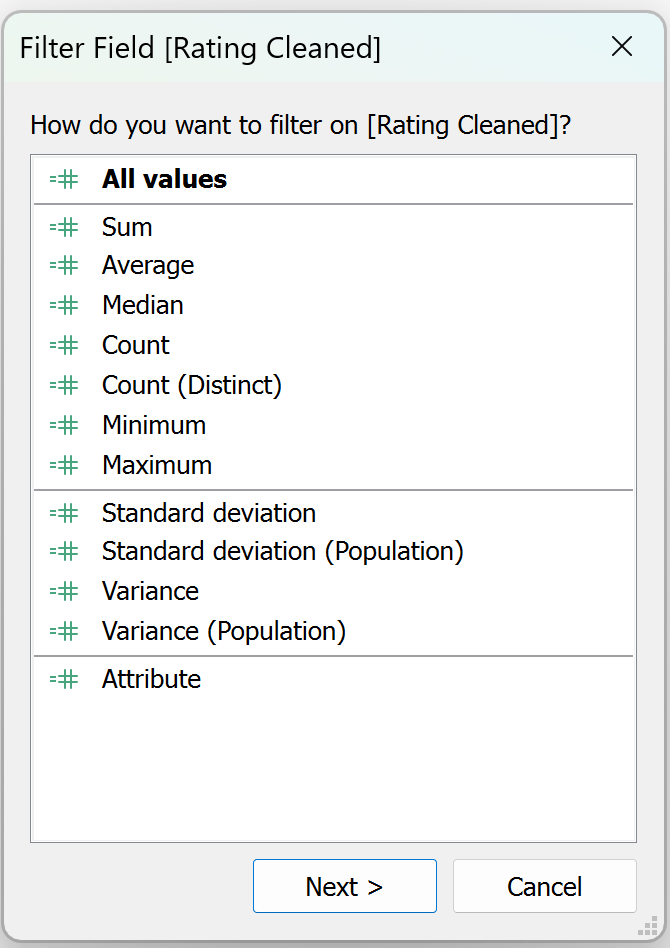 Filter Field [Rating Cleaned]
How do you want to filter on [Rating Cleaned]?
All values
Sum
Average
Median
Count
Count (Distinct)
Minimum
Maximum
Standard deviation
Standard deviation (Population)
Variance
Variance (Population)
Attribute
Next >
Cancel